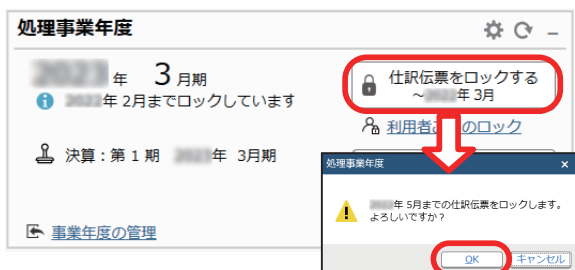 処理事業年度
年 3月期
年 2月までロックしています
仕訳伝票をロックする
～ 年 3月
利用者 のロック
決算：第 1 期 年 3月期
事業年度の管理
処理事業年度 ×
年 5月までの仕訳伝票をロックします。
よろしいですか？
OK キャンセル